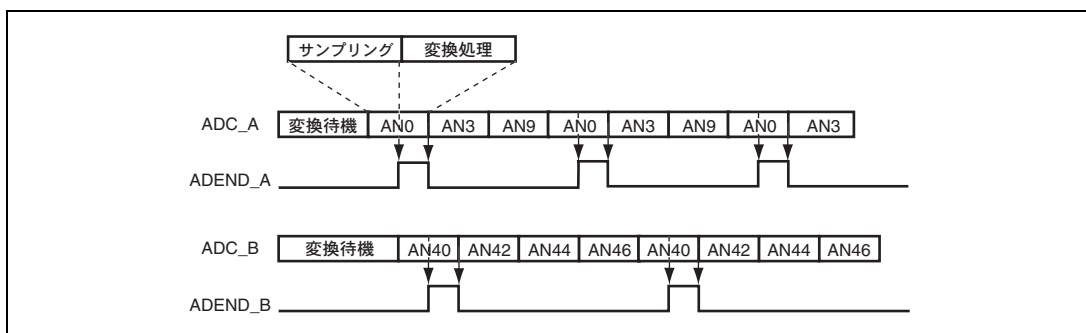 サンプリング 変換処理
ADC_A 変換待機 AN0 AN3 AN9 AN0 AN3 AN9 AN0 AN3
ADEND_A
ADC_B 変換待機 AN40 AN42 AN44 AN46 AN40 AN42 AN44 AN46
ADEND_B